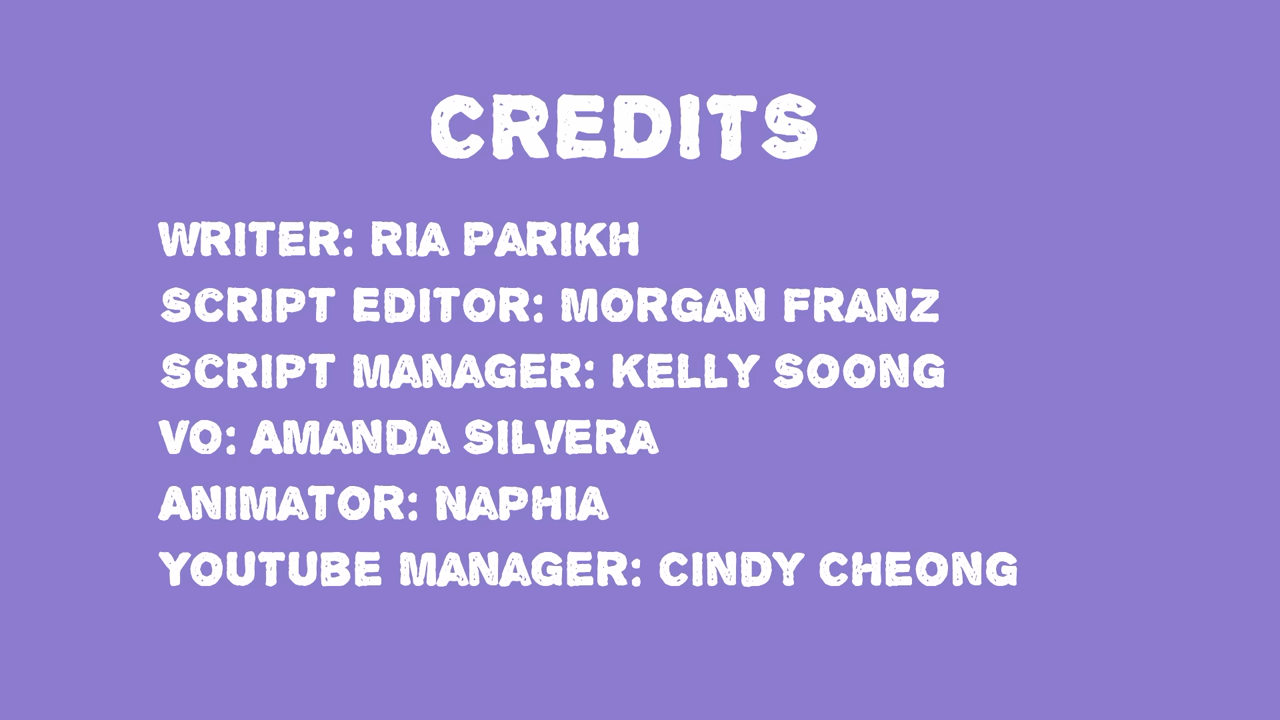 CREDITS
WRITER: RIA PARIKH
SCRIPT EDITOR: MORGAN FRANZ
SCRIPT MANAGER: KELLY SOONG
VO: AMANDA SILVERA
ANIMATOR: NAPHIA
YOUTUBE MANAGER: CINDY CHEONG